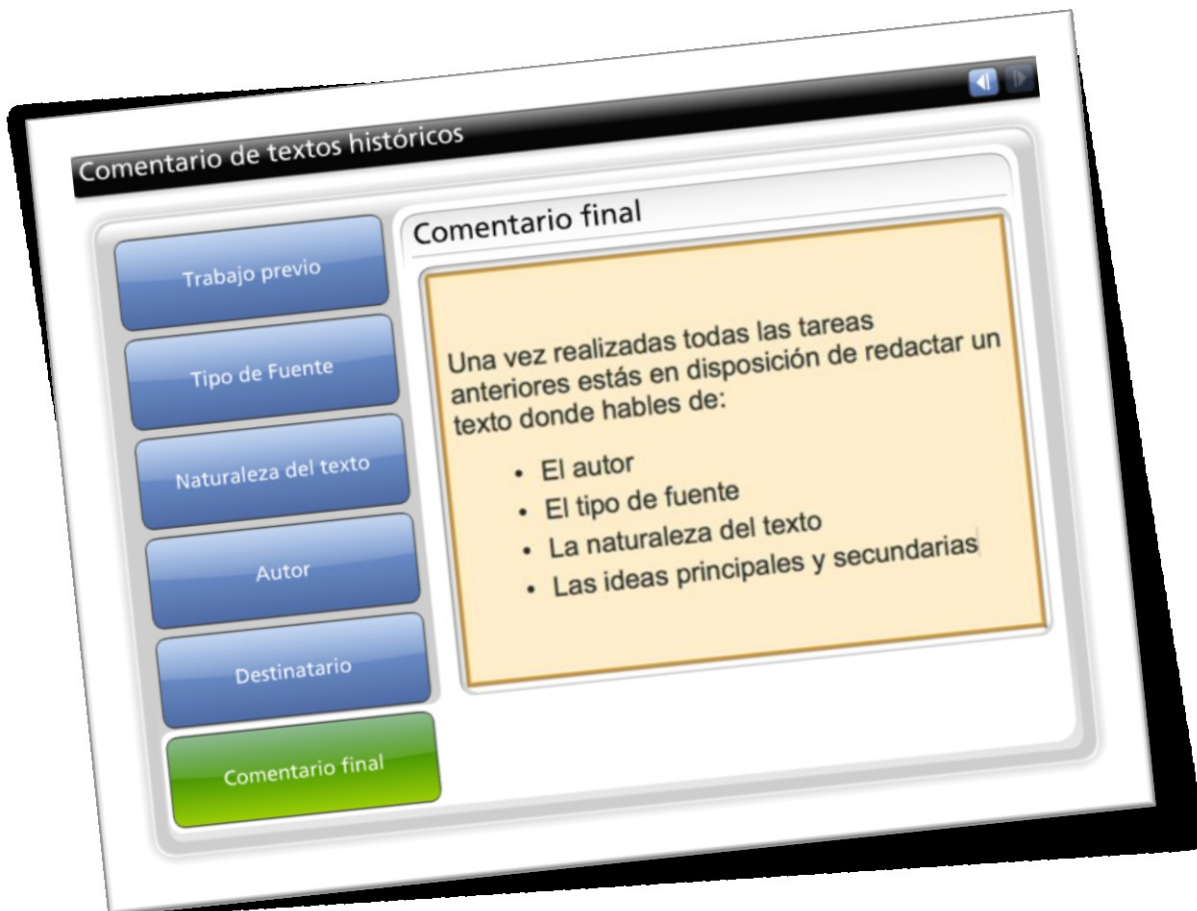 Comentario de textos históricos
Trabajo previo
Tipo de Fuente
Naturaleza del texto
Autor
Destinatario
Comentario final
Comentario final
Una vez realizadas todas las tareas
anteriores estás en disposición de redactar un
texto donde hables de:
• El autor
• El tipo de fuente
• La naturaleza del texto
• Las ideas principales y secundarias